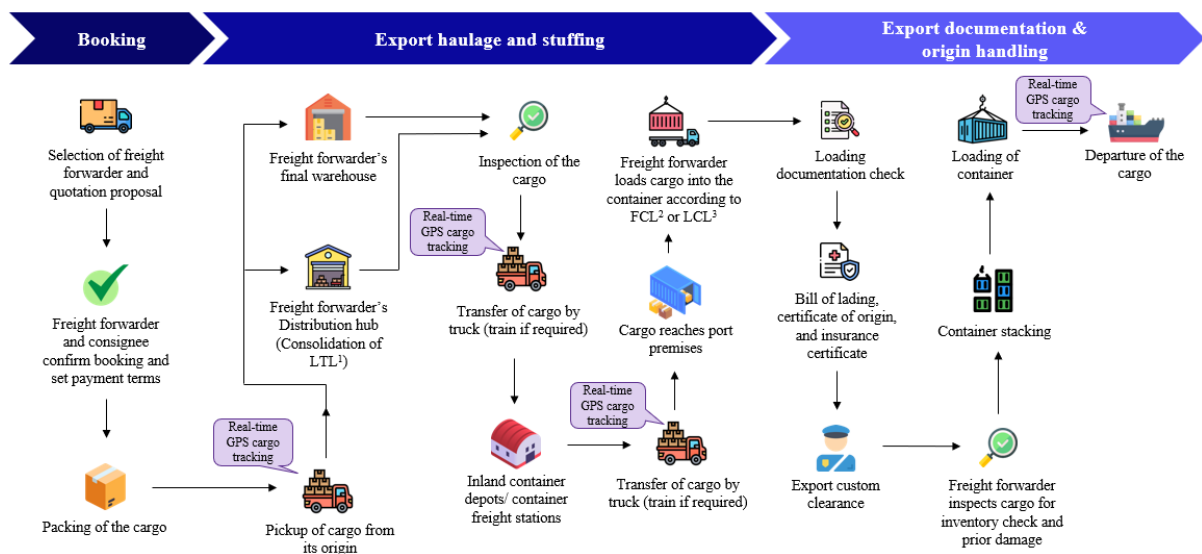 Booking
Export haulage and stuffing
Export documentation &
origin handling
Selection of freight
forwarder and
quotation proposal
Freight forwarder
and consignee
confirm booking and
set payment terms
Packing of the cargo
Real-time
GPS cargo
tracking
Pickup of cargo from
its origin
Freight forwarder's
final warehouse
Freight forwarder's
Distribution hub
(Consolidation of
LTL¹)
Inspection of the
cargo
Real-time
GPS cargo
tracking
Transfer of cargo by
truck (train if required)
Inland container
depots/ container
freight stations
Real-time
GPS cargo
tracking
Transfer of cargo by
truck (train if required)
Cargo reaches port
premises
Freight forwarder
loads cargo into the
container according to
FCL² or LCL³
Loading
documentation check
Bill of lading,
certificate of origin,
and insurance
certificate
Export custom
clearance
Freight forwarder
inspects cargo for
inventory check and
prior damage
Container stacking
Loading of
container
Real-time
GPS cargo
tracking
Departure of the
cargo